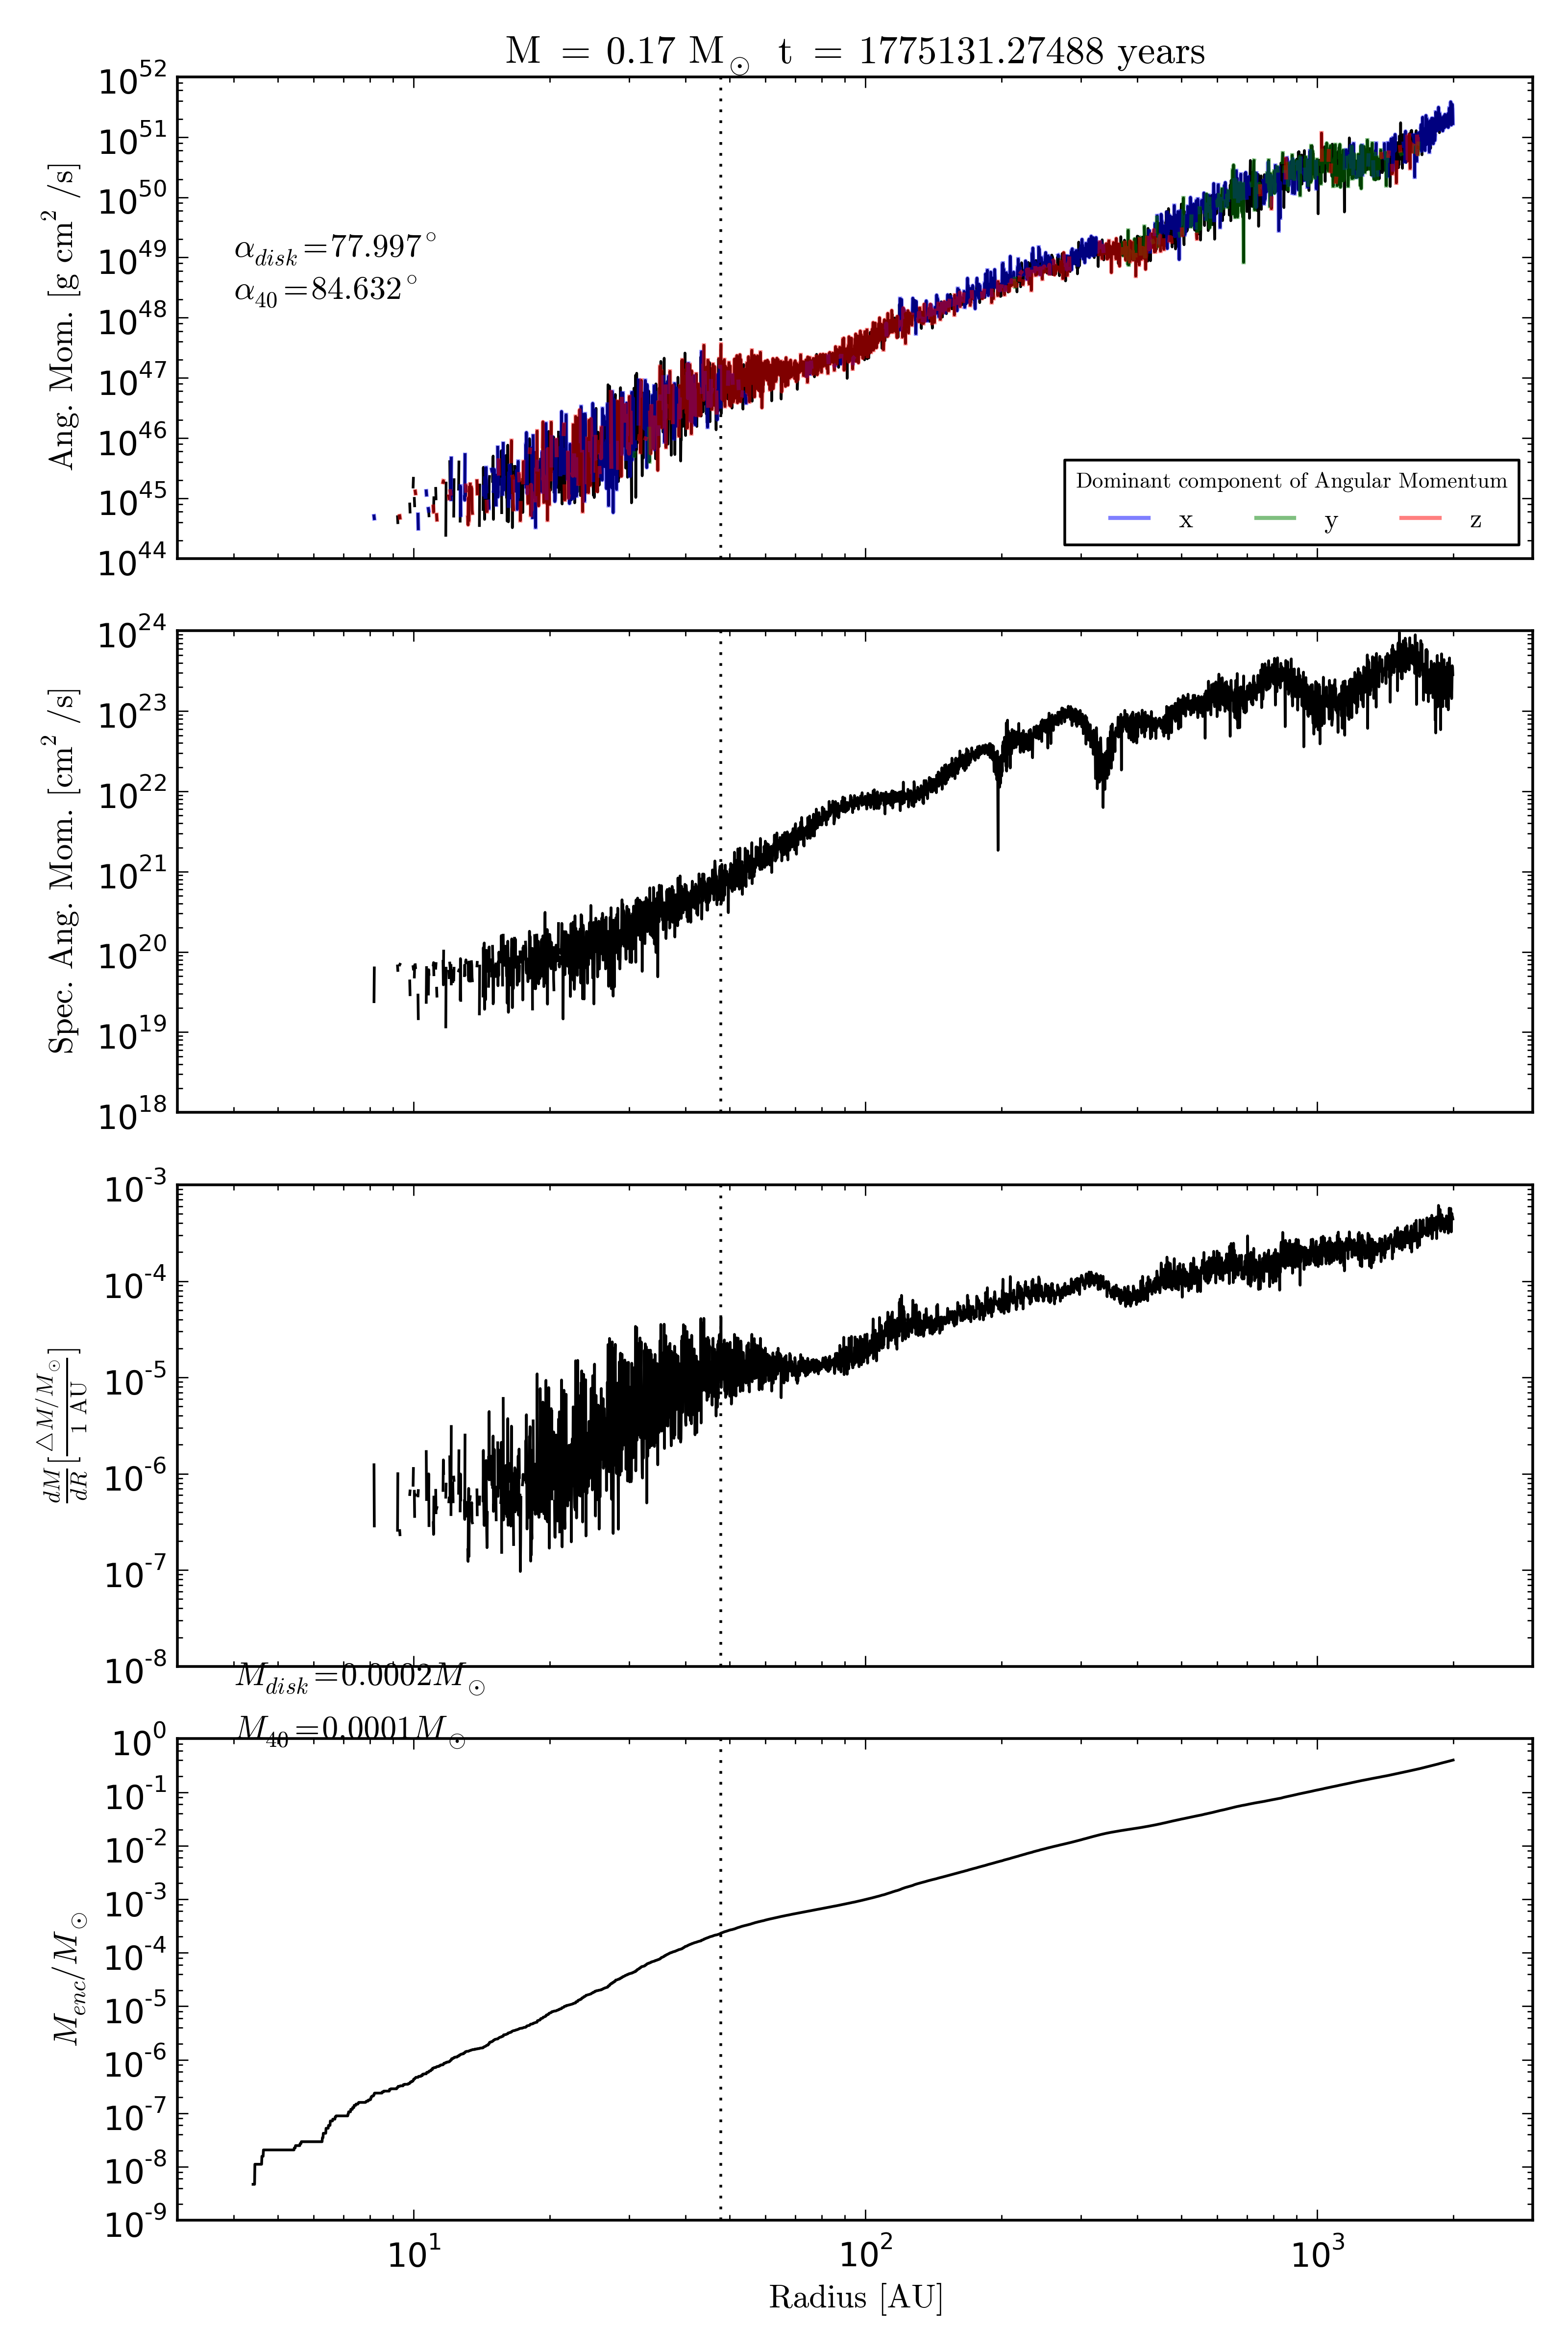 M = 0.17 M⊙ t = 1775131.27488 years
10^52
10^51
10^50
10^49
10^48
10^47
10^46
10^45
10^44
Ang. Mom. [g cm^2 /s]
α_disk=77.997°
α_40=84.632°
Dominant component of Angular Momentum
x y z
10^24
10^23
10^22
10^21
10^20
10^19
10^18
Spec. Ang. Mom. [cm^2 /s]
10^-3
10^-4
10^-5
10^-6
10^-7
10^-8
dM/dR [△M/M⊙ / 1 AU]
M_disk=0.0002M⊙
M_40=0.0001M⊙
10^0
10^-1
10^-2
10^-3
10^-4
10^-5
10^-6
10^-7
10^-8
10^-9
M_enc/M⊙
10^1 10^2 10^3
Radius [AU]